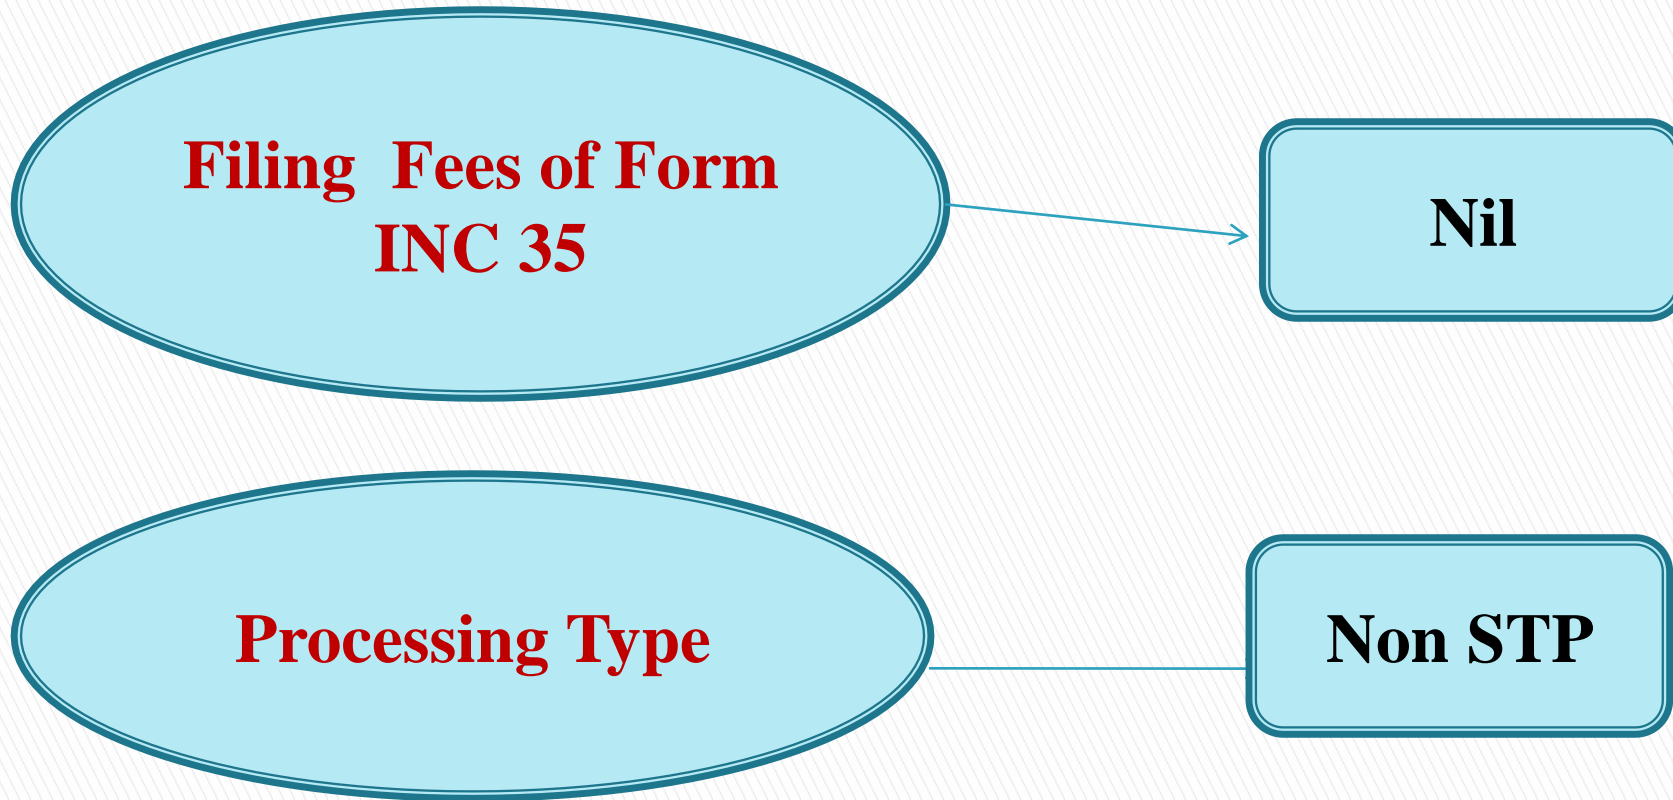 Filing Fees of Form
INC 35
Nil
Processing Type
Non STP